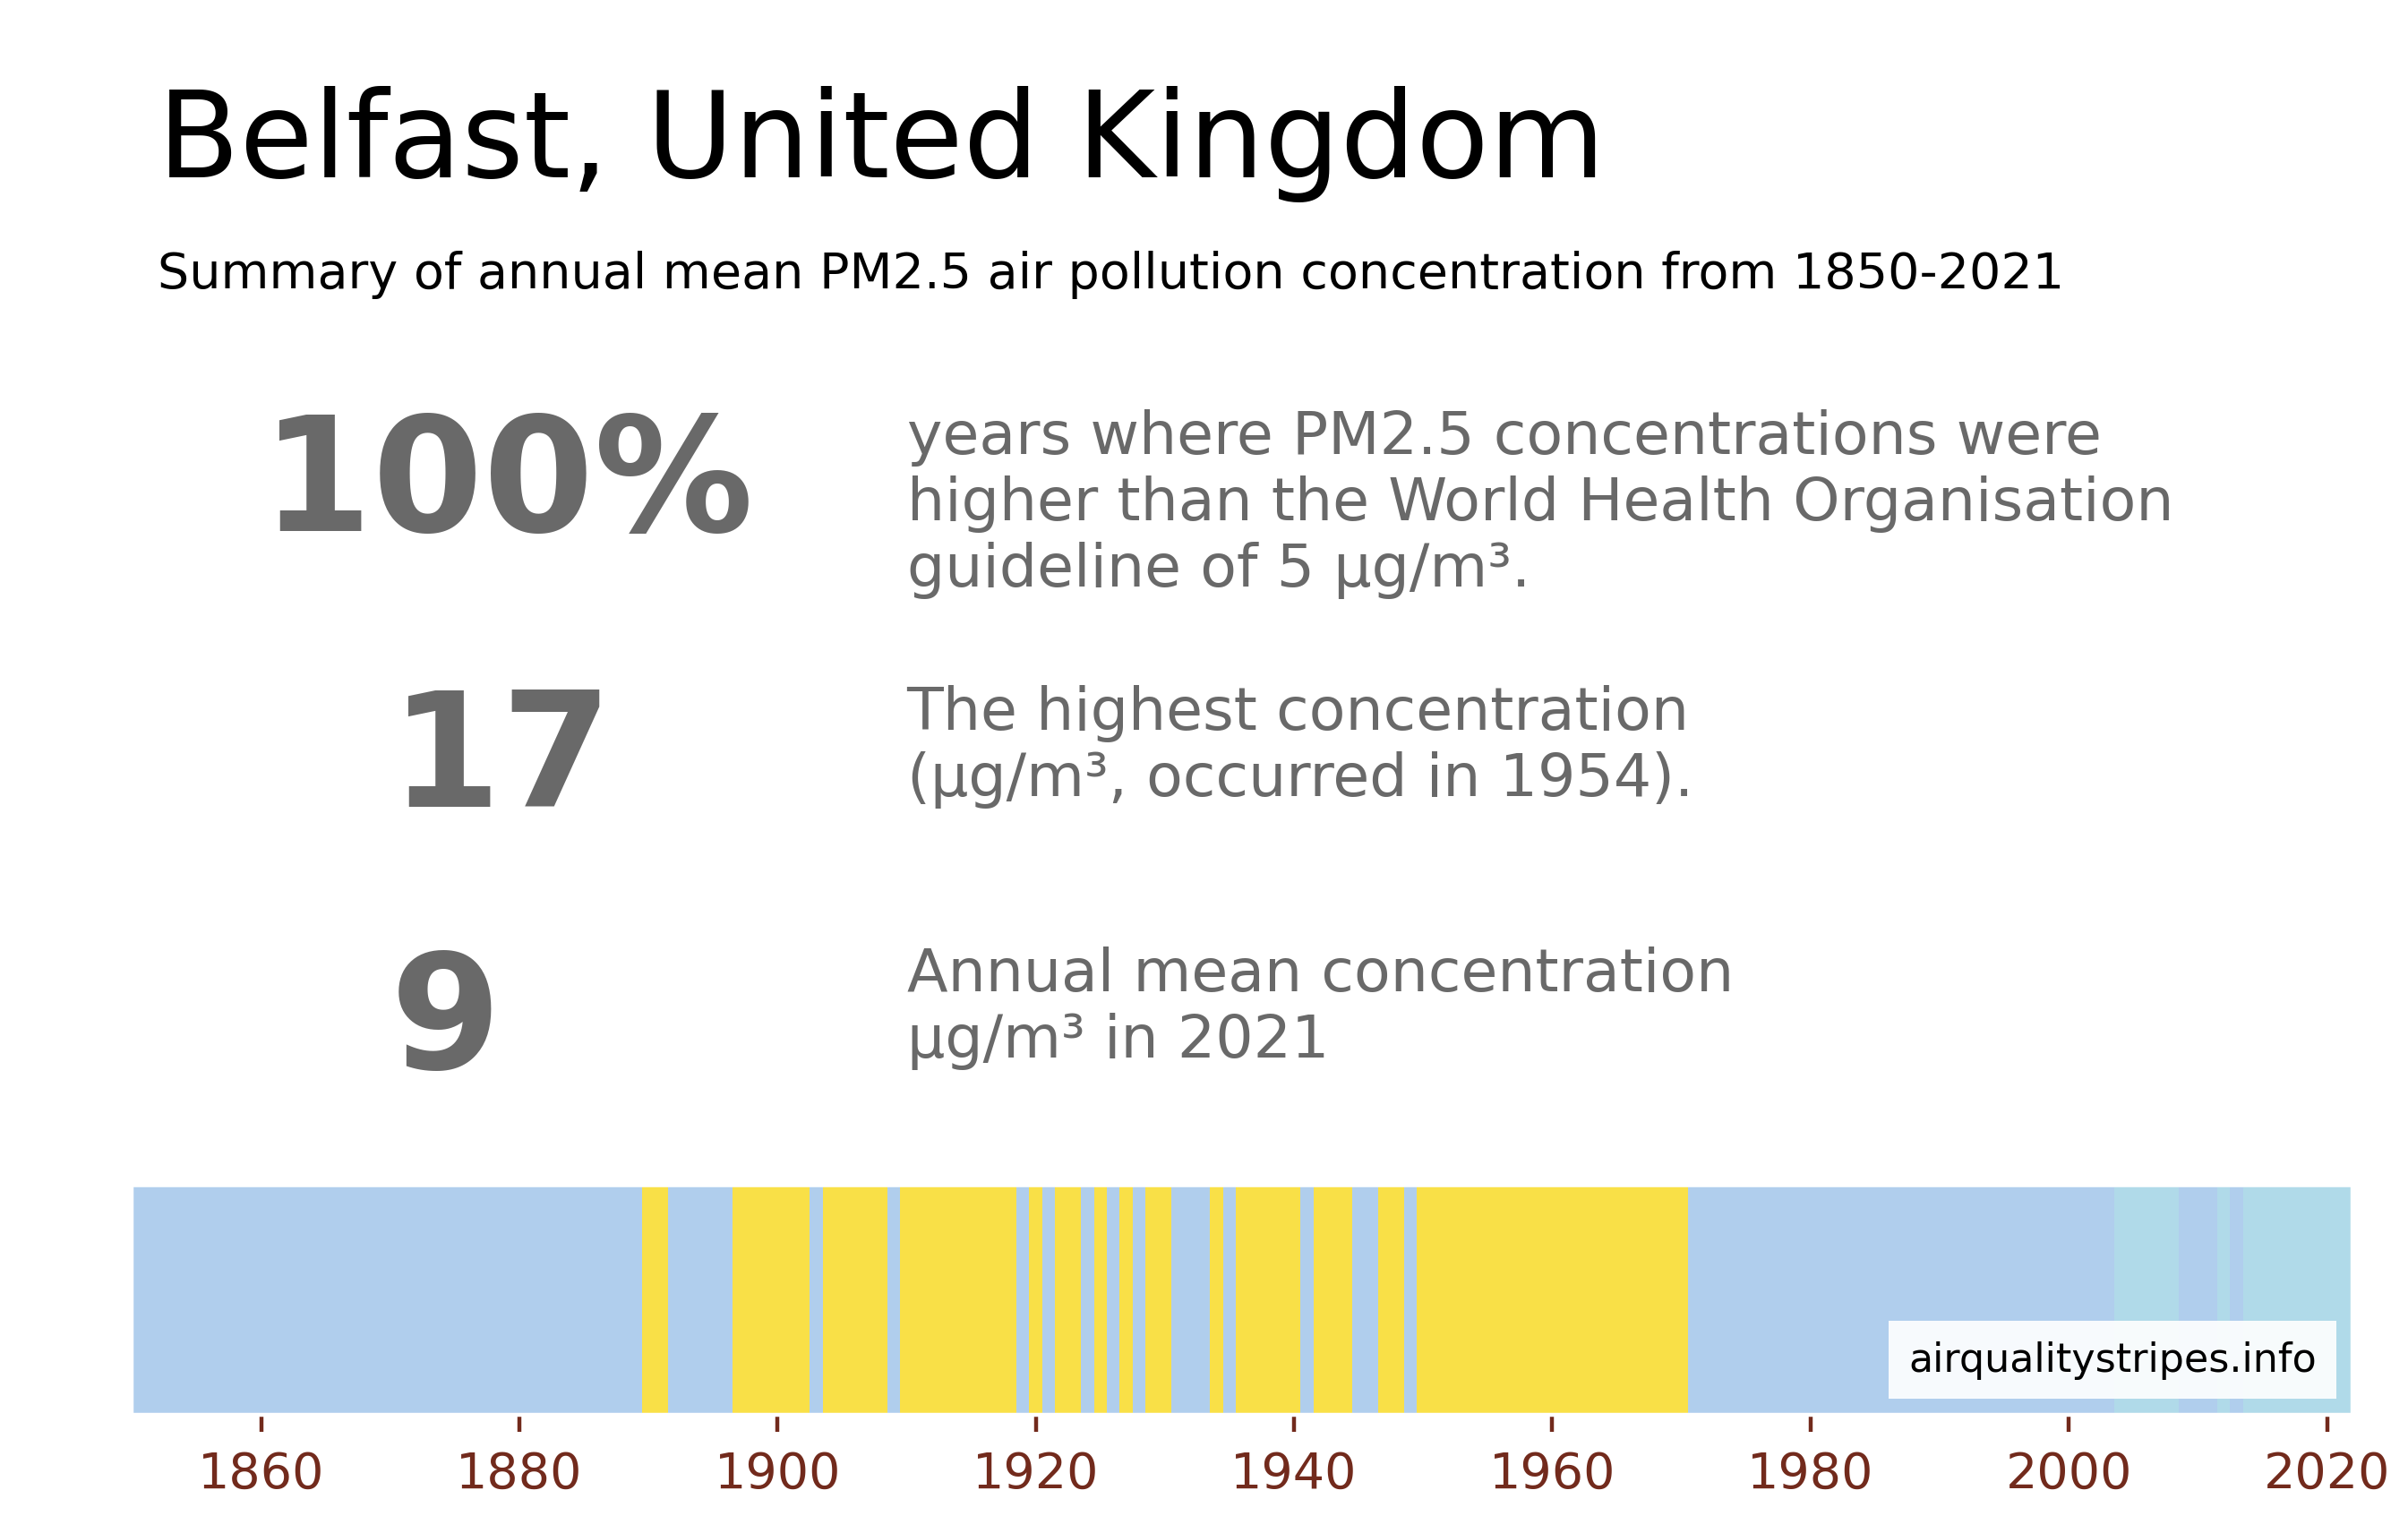 Belfast, United Kingdom
Summary of annual mean PM2.5 air pollution concentration from 1850-2021
100%
years where PM2.5 concentrations were
higher than the World Health Organisation
guideline of 5 µg/m³.
17
The highest concentration
(µg/m³, occurred in 1954).
9
Annual mean concentration
µg/m³ in 2021
airqualitystripes.info
1860 1880 1900 1920 1940 1960 1980 2000 2020